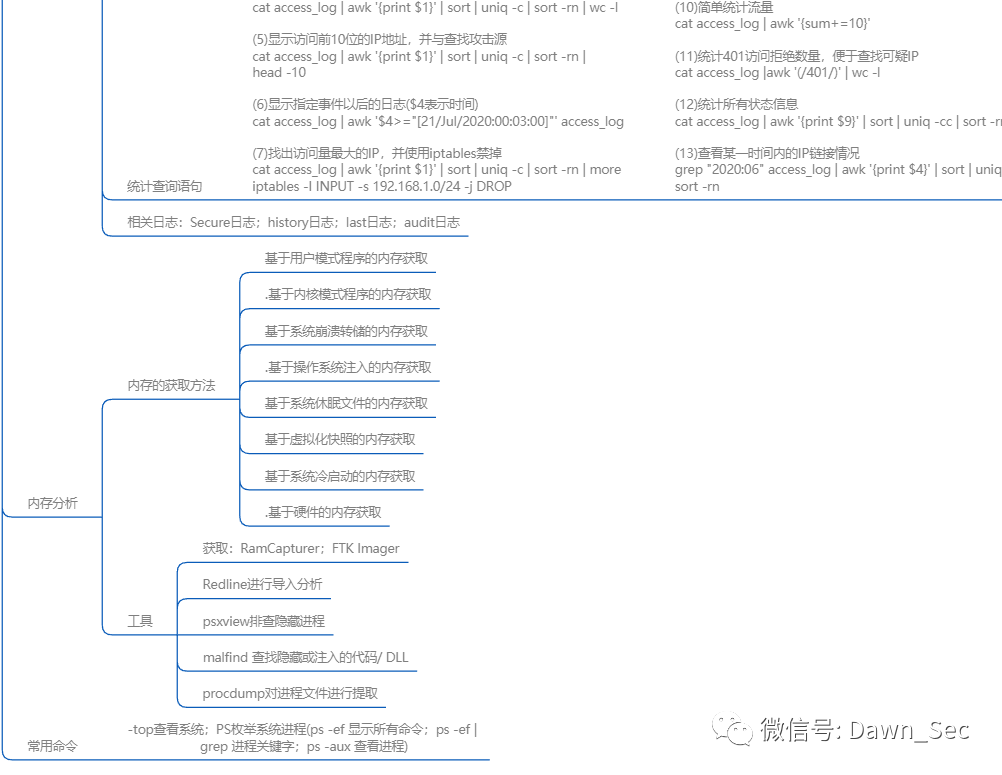 cat access_log | awk '{print $1}' | sort | uniq -c | sort -rn | wc -l
(5)显示访问前10位的IP地址，并与查找攻击源
cat access_log | awk '{print $1}' | sort | uniq -c | sort -rn |
head -10
(6)显示指定事件以后的日志($4表示时间)
cat access_log | awk '$4>="[21/Jul/2020:00:03:00]"' access_log
(7)找出访问量最大的IP，并使用iptables禁掉
cat access_log | awk '{print $1}' | sort | uniq -c | sort -rn | more
iptables -I INPUT -s 192.168.1.0/24 -j DROP
(10)简单统计流量
cat access_log | awk '{sum+=10}'
(11)统计401访问拒绝数量，便于查找可疑IP
cat access_log |awk '(/401/)' | wc -l
(12)统计所有状态信息
cat access_log | awk '{print $9}' | sort | uniq -cc | sort -rn
(13)查看某一时间内的IP链接情况
grep "2020:06" access_log | awk '{print $4}' | sort | uniq
sort -rn
统计查询语句
相关日志：Secure日志；history日志；last日志；audit日志
基于用户模式程序的内存获取
.基于内核模式程序的内存获取
基于系统崩溃转储的内存获取
.基于操作系统注入的内存获取
内存的获取方法
基于系统休眠文件的内存获取
基于虚拟化快照的内存获取
基于系统冷启动的内存获取
.基于硬件的内存获取
内存分析
获取：RamCapturer；FTK Imager
Redline进行导入分析
工具
psxview排查隐藏进程
malfind 查找隐藏或注入的代码/ DLL
procdump对进程文件进行提取
常用命令
-top查看系统；PS枚举系统进程(ps -ef 显示所有命令；ps -ef |
grep 进程关键字；ps -aux 查看进程)
微信号: Dawn_Sec